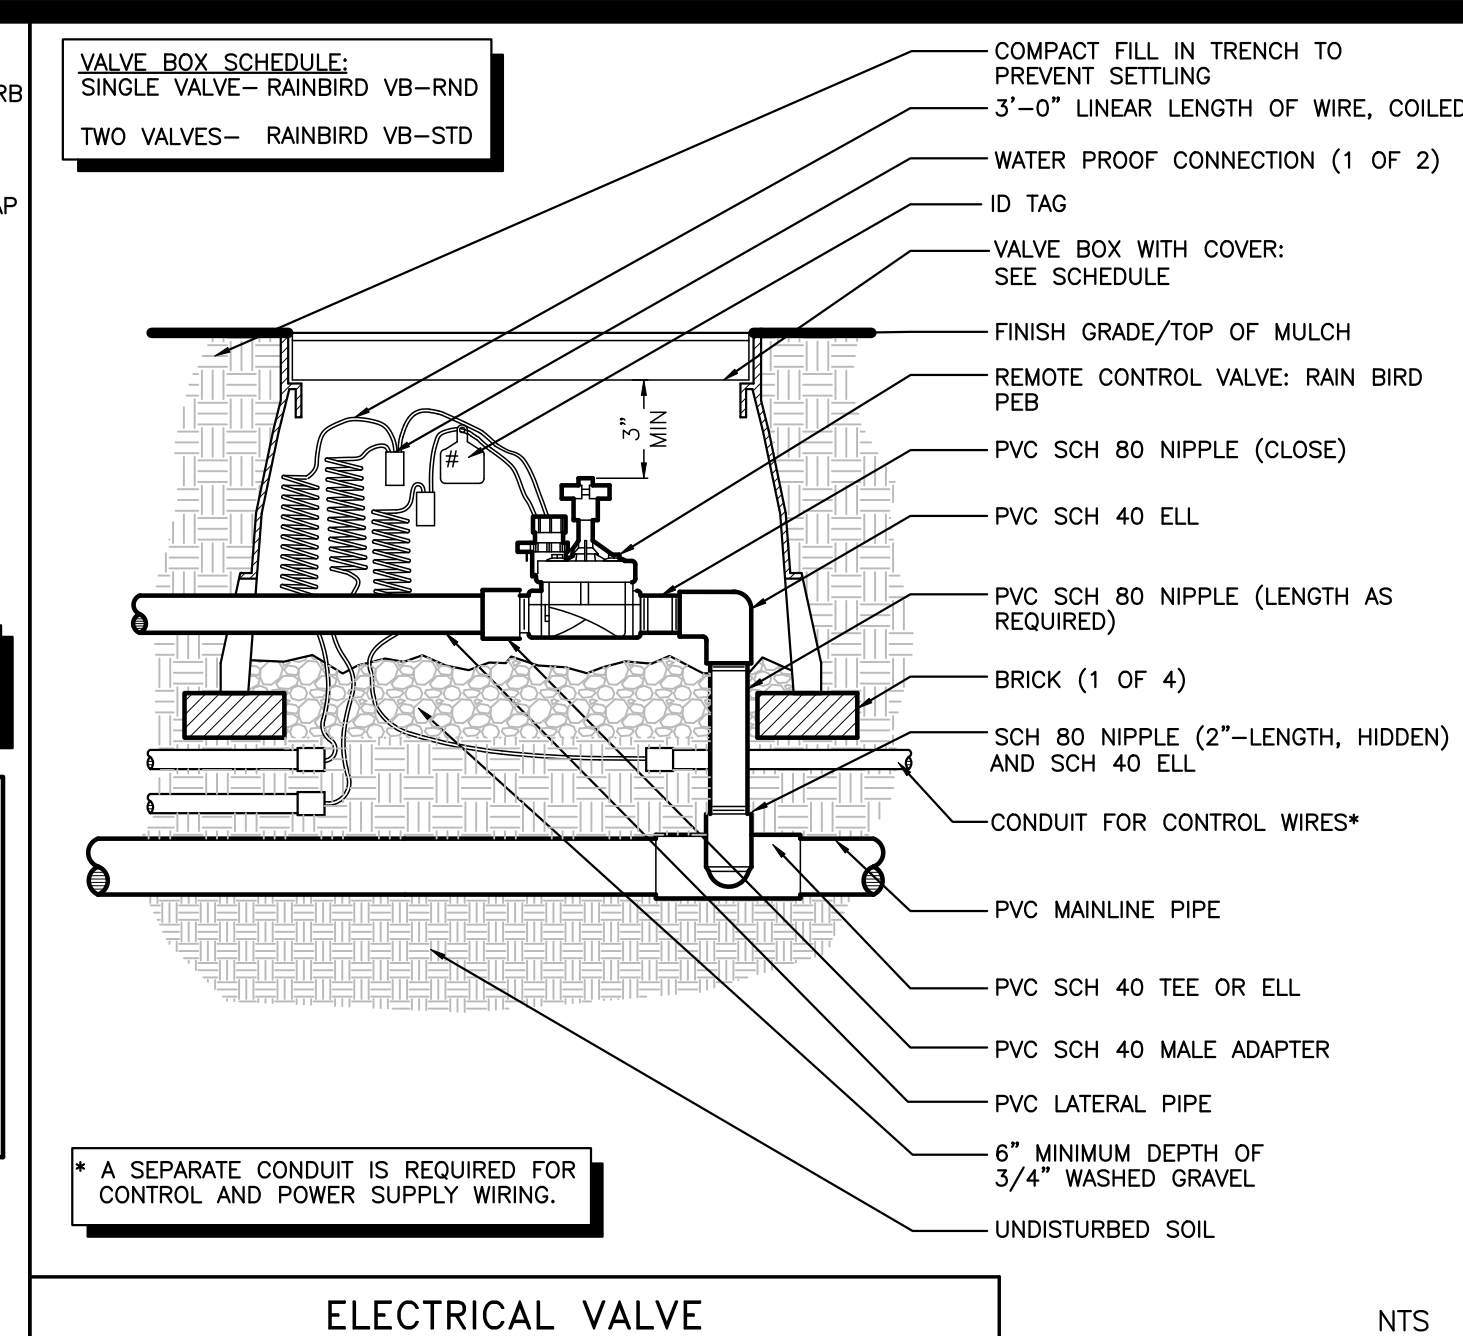 RB
AP
VALVE BOX SCHEDULE:
SINGLE VALVE– RAINBIRD VB–RND
TWO VALVES– RAINBIRD VB–STD
COMPACT FILL IN TRENCH TO
PREVENT SETTLING
3'–0" LINEAR LENGTH OF WIRE, COILED
WATER PROOF CONNECTION (1 OF 2)
ID TAG
VALVE BOX WITH COVER:
SEE SCHEDULE
FINISH GRADE/TOP OF MULCH
REMOTE CONTROL VALVE: RAIN BIRD
PEB
3"
MIN
#
PVC SCH 80 NIPPLE (CLOSE)
PVC SCH 40 ELL
PVC SCH 80 NIPPLE (LENGTH AS
REQUIRED)
BRICK (1 OF 4)
SCH 80 NIPPLE (2"–LENGTH, HIDDEN)
AND SCH 40 ELL
CONDUIT FOR CONTROL WIRES*
PVC MAINLINE PIPE
PVC SCH 40 TEE OR ELL
PVC SCH 40 MALE ADAPTER
PVC LATERAL PIPE
6" MINIMUM DEPTH OF
3/4" WASHED GRAVEL
UNDISTURBED SOIL
* A SEPARATE CONDUIT IS REQUIRED FOR
CONTROL AND POWER SUPPLY WIRING.
ELECTRICAL VALVE
NTS